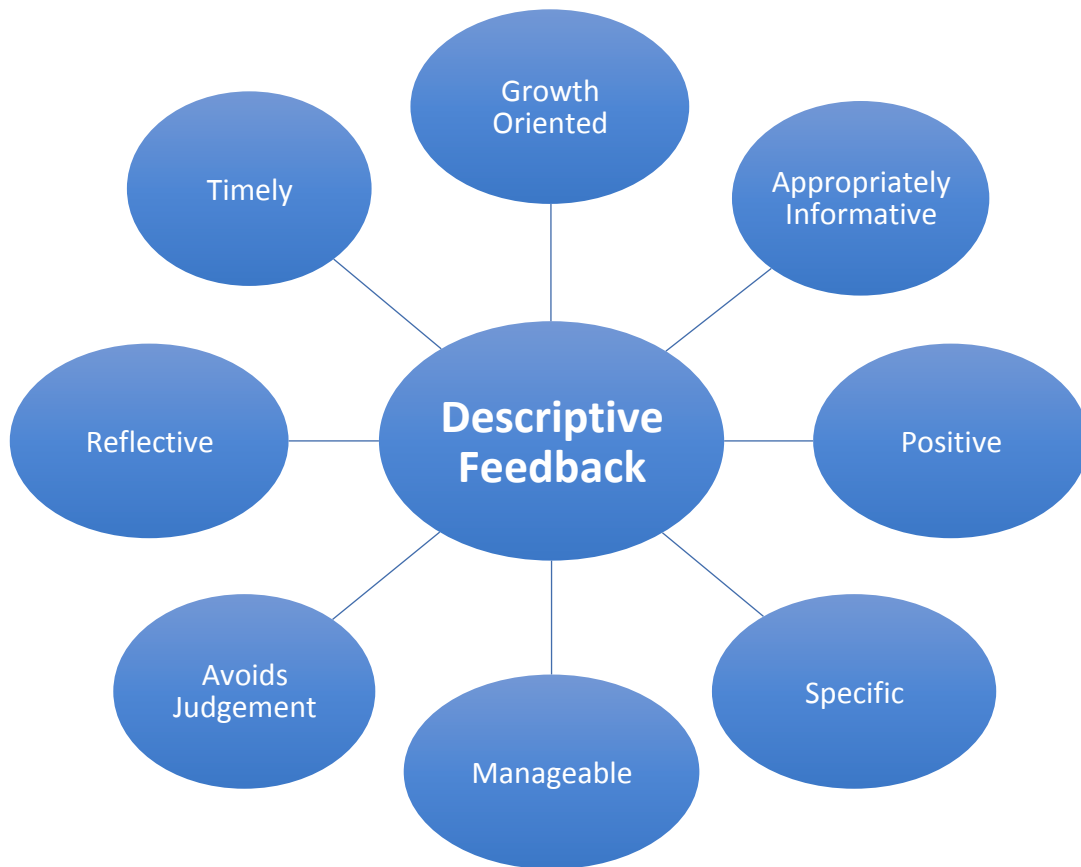 Growth
Oriented
Timely
Appropriately
Informative
Descriptive
Feedback
Reflective
Positive
Avoids
Judgement
Specific
Manageable